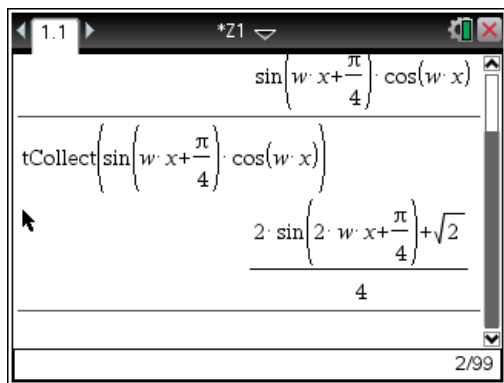 1.1 *Z1
sin(w·x+π/4)·cos(w·x)
tCollect(sin(w·x+π/4)·cos(w·x))
2·sin(2·w·x+π/4)+√2
4
2/99